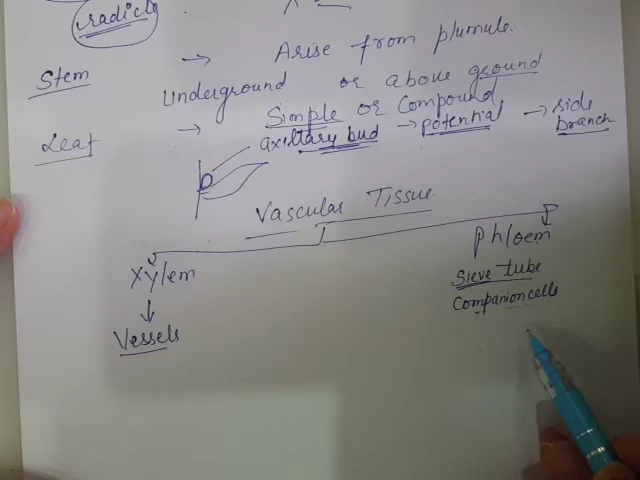 radicle.
Stem → Arise from plumule.
Underground or above ground
Leaf → Simple or Compound
axillary bud → potential → side branch
Vascular Tissue
Xylem Phloem
Sieve tube
Companion cells
Vessels